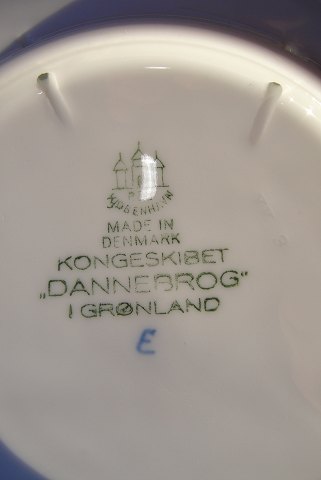 KØBENHAVN
MADE IN
DENMARK
KONGESKIBET
„DANNEBROG"
I GRØNLAND
E